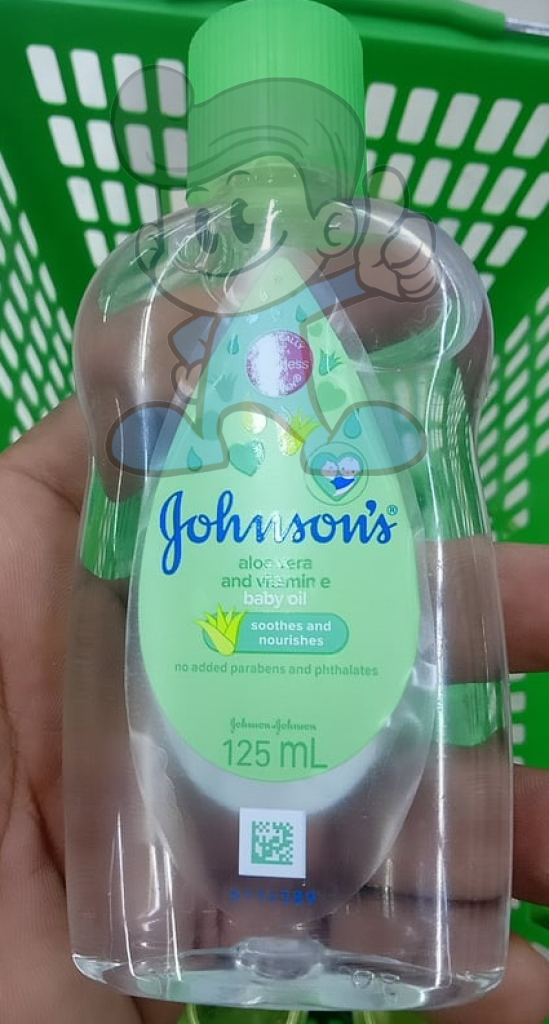 Johnson's®
aloe vera
and vitamin e
baby oil
soothes and
nourishes
no added parabens and phthalates
Johnson & Johnson
125 mL